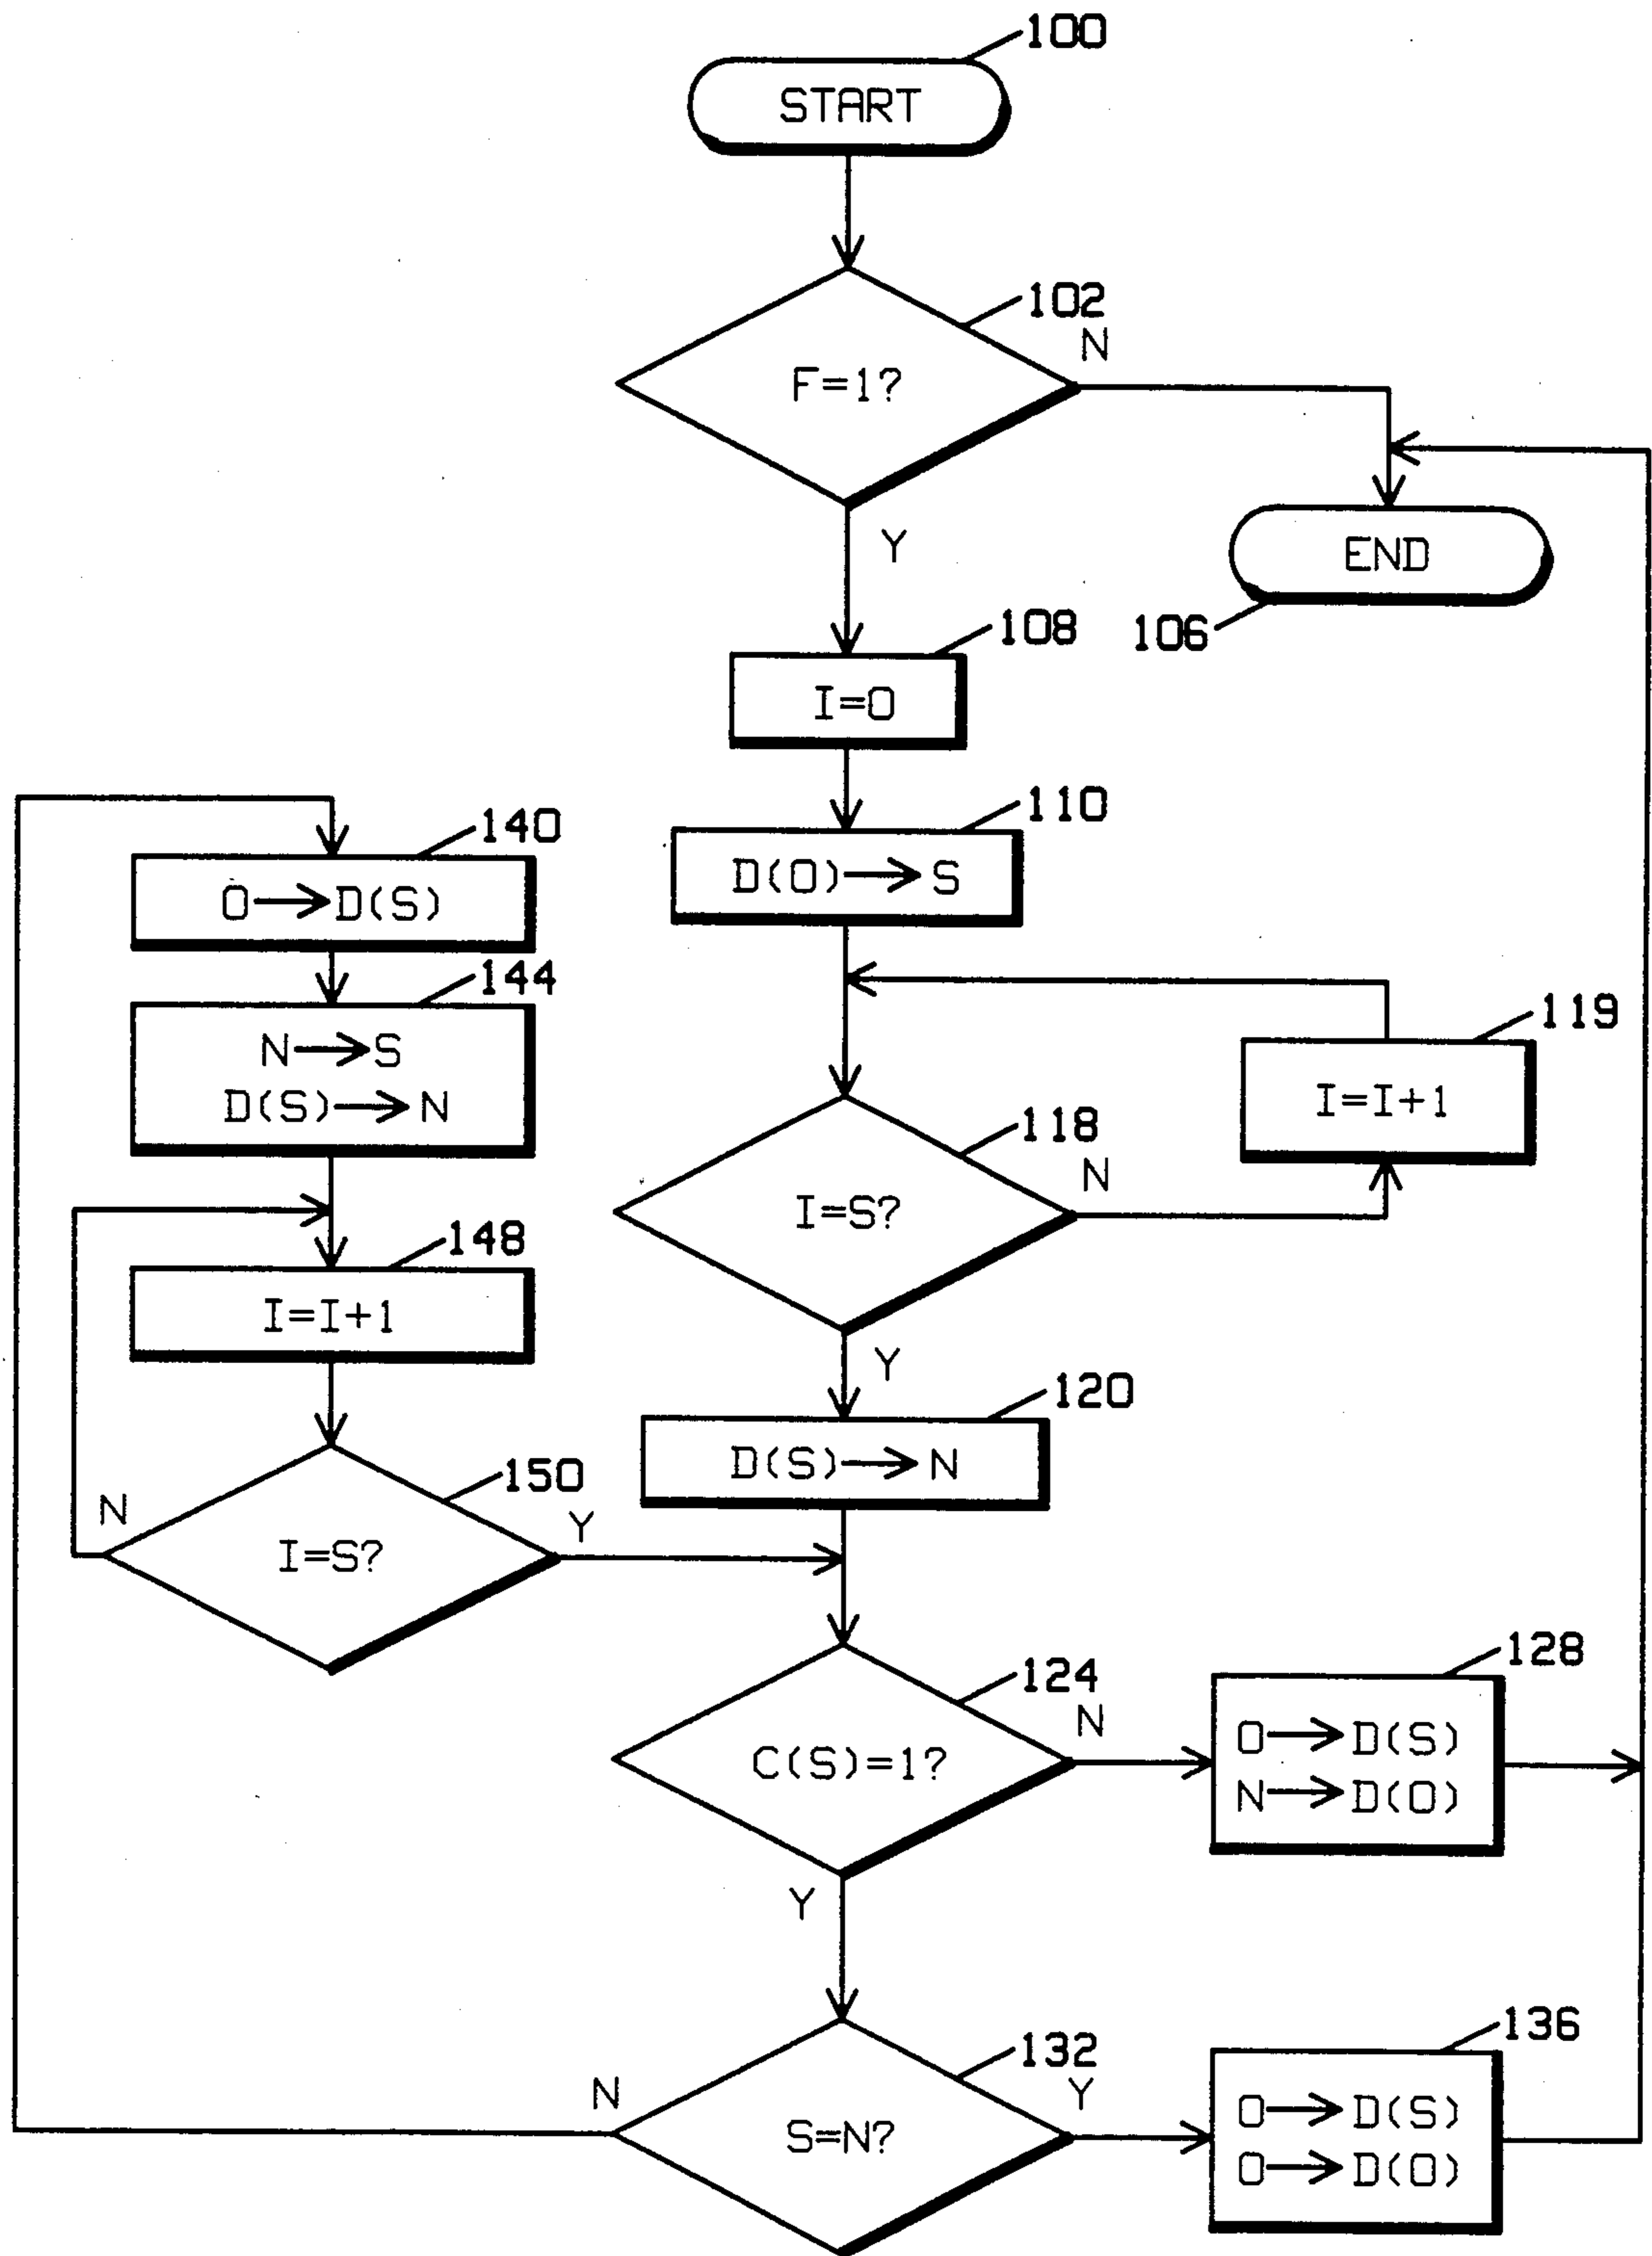 100
START
102
F=1?
N
Y
END
106
108
I=0
110
D(0)→S
140
0→D(S)
144
N→S
D(S)→N
119
I=I+1
118
I=S?
N
Y
148
I=I+1
120
D(S)→N
150
I=S?
N
Y
124
C(S)=1?
N
Y
128
0→D(S)
N→D(0)
132
S=N?
N
Y
136
0→D(S)
0→D(0)